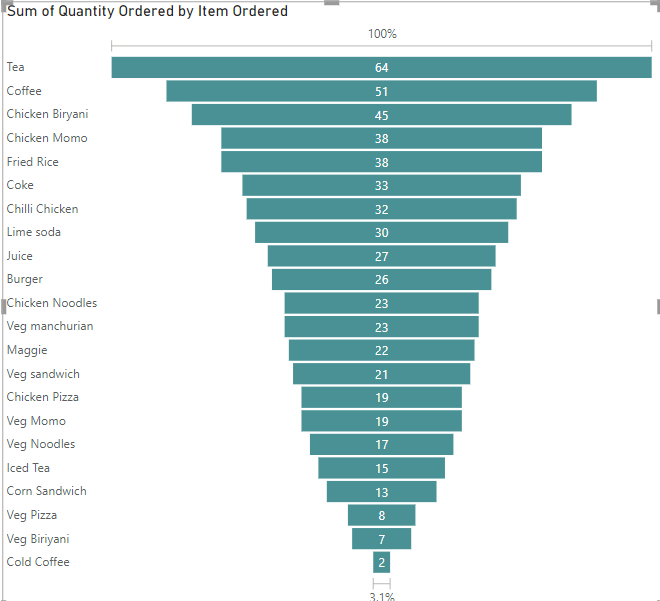 Sum of Quantity Ordered by Item Ordered
100%
Tea 64
Coffee 51
Chicken Biryani 45
Chicken Momo 38
Fried Rice 38
Coke 33
Chilli Chicken 32
Lime soda 30
Juice 27
Burger 26
Chicken Noodles 23
Veg manchurian 23
Maggie 22
Veg sandwich 21
Chicken Pizza 19
Veg Momo 19
Veg Noodles 17
Iced Tea 15
Corn Sandwich 13
Veg Pizza 8
Veg Biriyani 7
Cold Coffee 2
3.1%